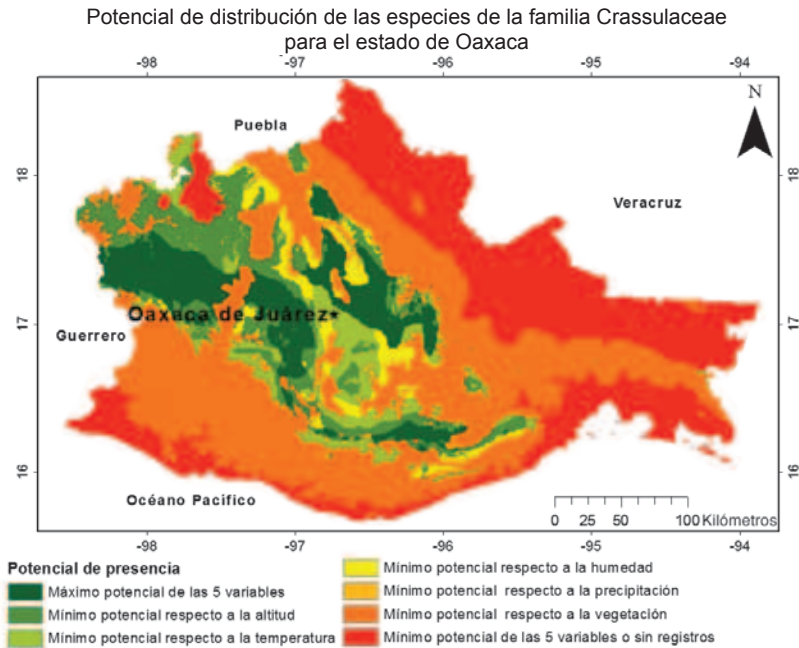 Potencial de distribución de las especies de la familia Crassulaceae
para el estado de Oaxaca
-98 -97 -96 -95 -94
N
Puebla
18 18
Veracruz
Oaxaca de Juárez*
17 17
Guerrero
16 16
Océano Pacifico
0 25 50 100 Kilómetros
-98 -97 -96 -95 -94
Potencial de presencia
Máximo potencial de las 5 variables
Mínimo potencial respecto a la altitud
Mínimo potencial respecto a la temperatura
Mínimo potencial respecto a la humedad
Mínimo potencial respecto a la precipitación
Mínimo potencial respecto a la vegetación
Mínimo potencial de las 5 variables o sin registros